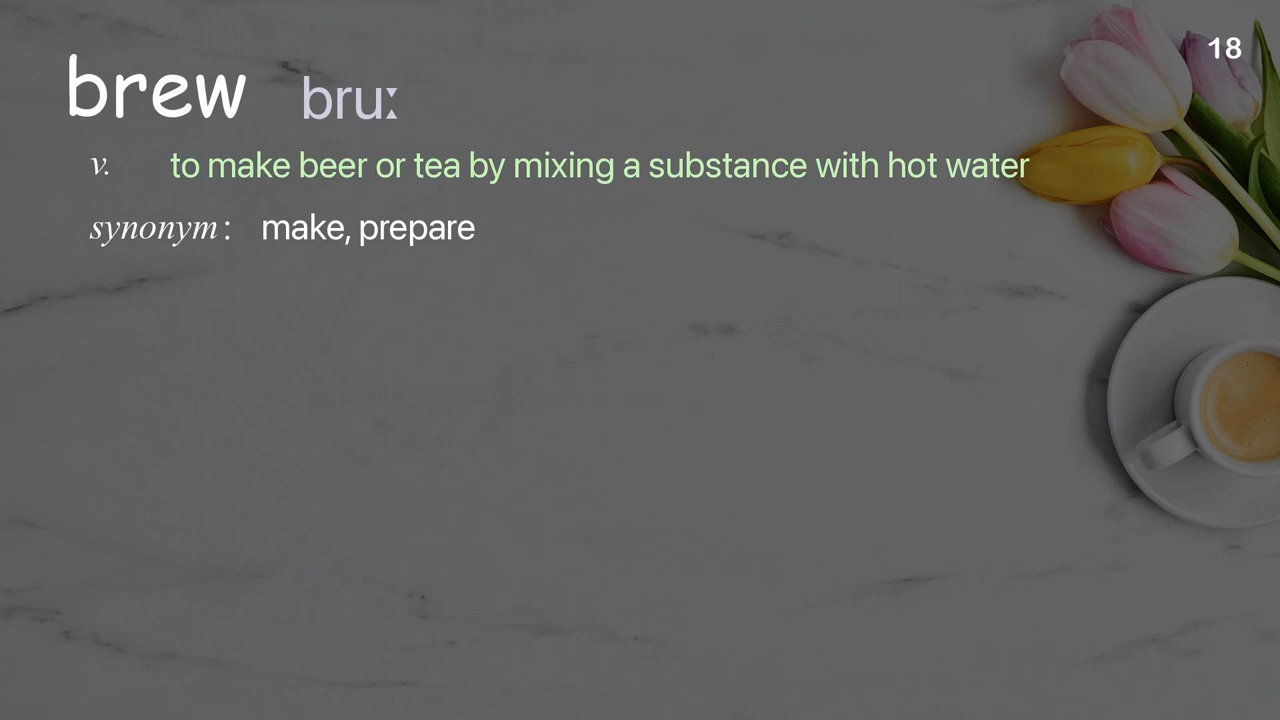 18
brew bruː
v. to make beer or tea by mixing a substance with hot water
synonym: make, prepare